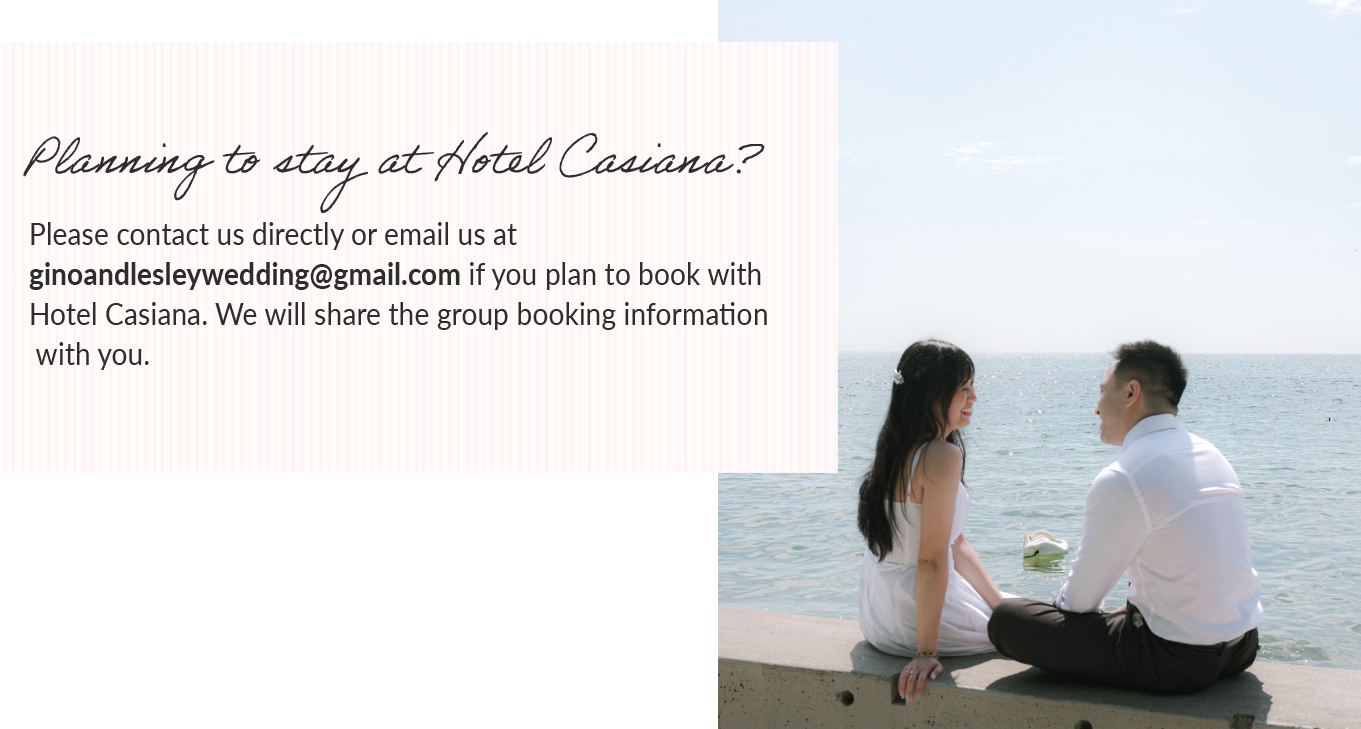 Planning to stay at Hotel Casiana?
Please contact us directly or email us at
ginoandlesleywedding@gmail.com if you plan to book with
Hotel Casiana. We will share the group booking information
with you.